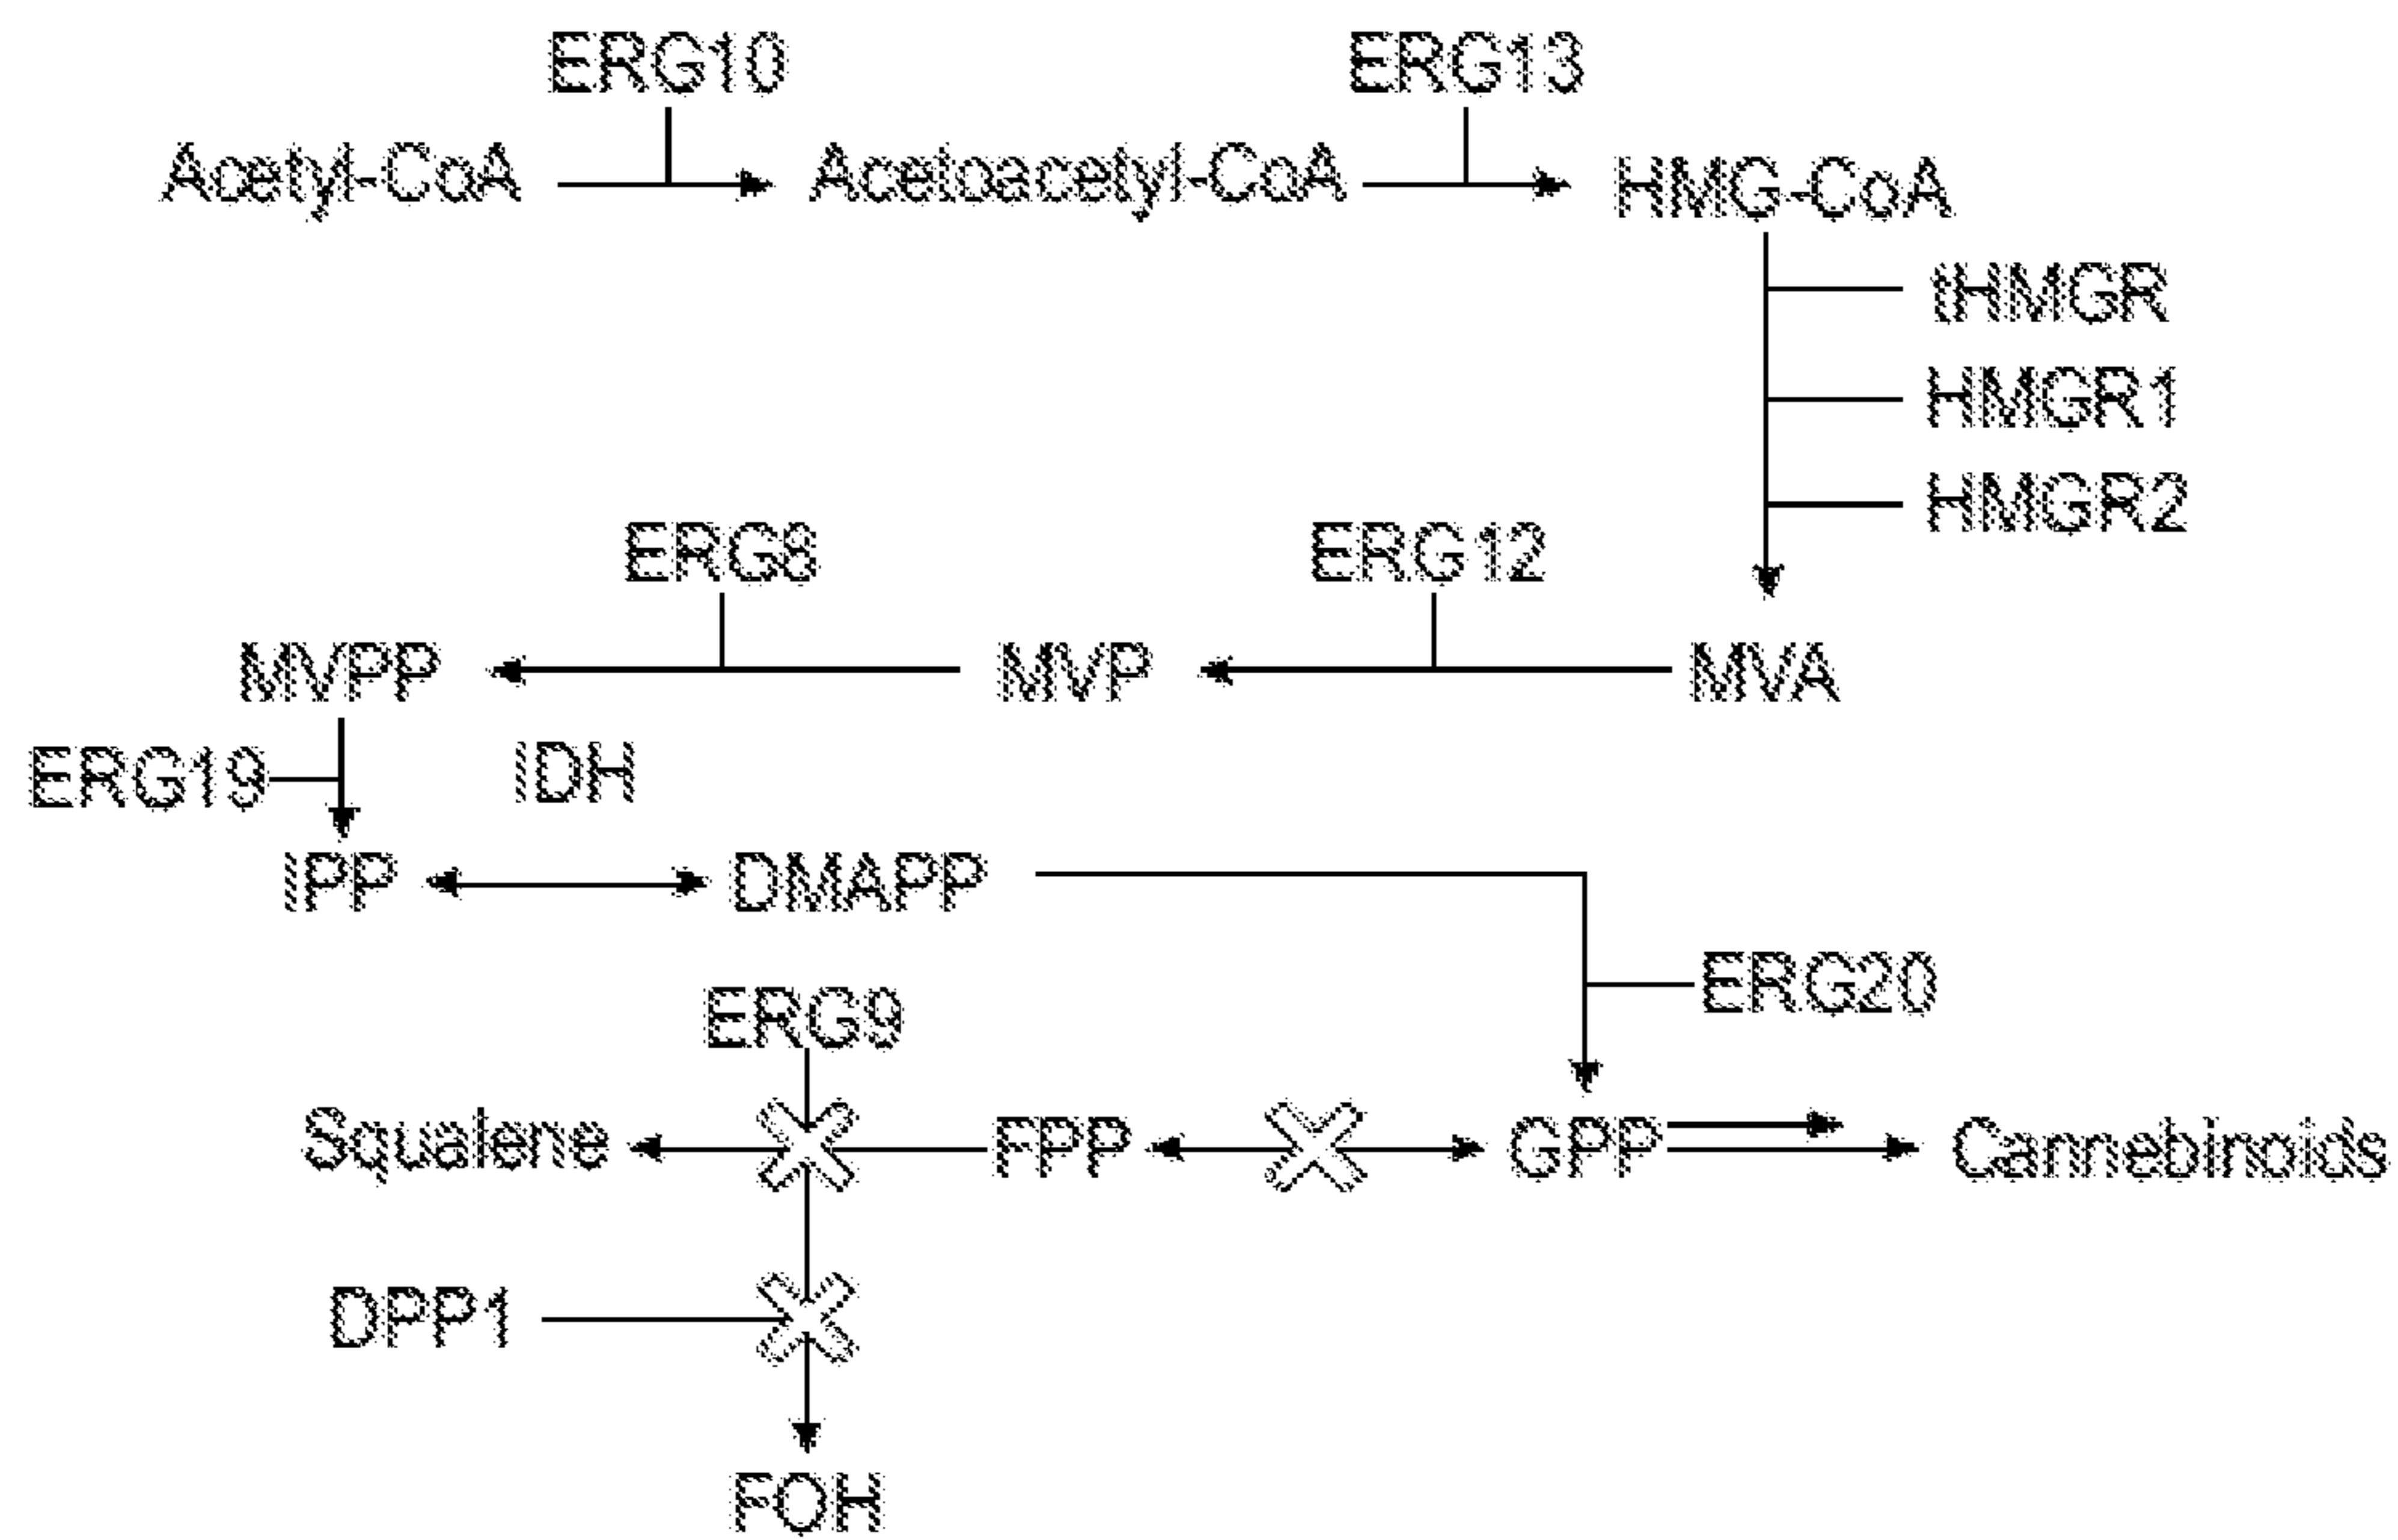 ERG10 ERG13
Acetyl-CoA Acetoacetyl-CoA HMG-CoA
tHMGR
HMGR1
HMGR2
ERG8 ERG12
MVPP MVP MVA
ERG19 IDH
IPP DMAPP
ERG20
ERG9
Squalene FPP GPP Cannebinoids
DPP1
FOH